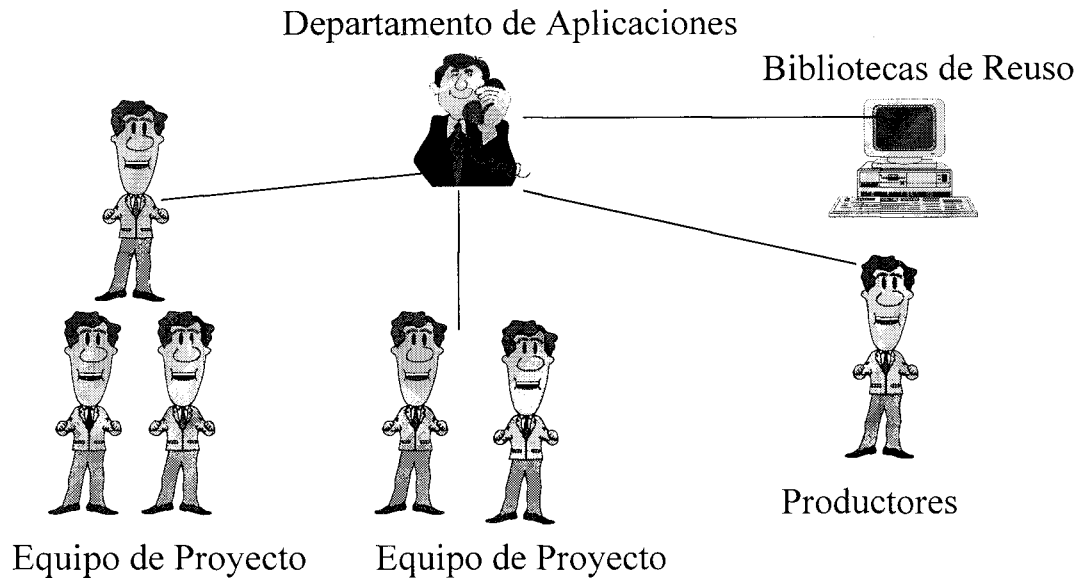 Departamento de Aplicaciones
Bibliotecas de Reuso
Productores
Equipo de Proyecto
Equipo de Proyecto